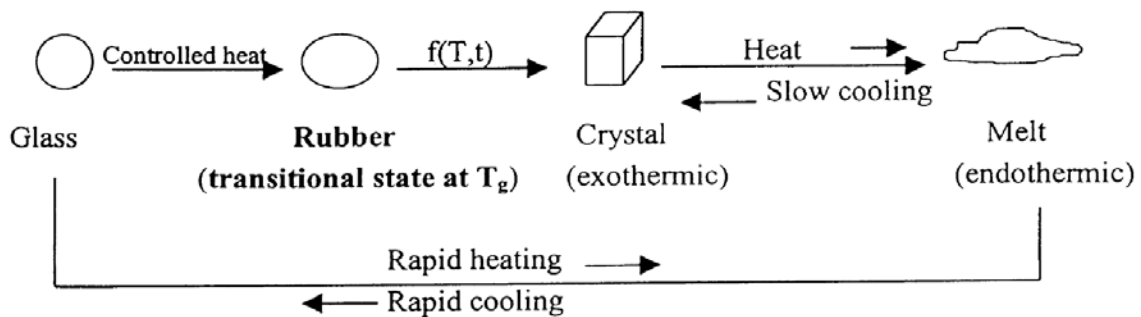 Controlled heat
f(T,t)
Heat
Slow cooling
Glass
Rubber
Crystal
Melt
(transitional state at Tg)
(exothermic)
(endothermic)
Rapid heating
Rapid cooling